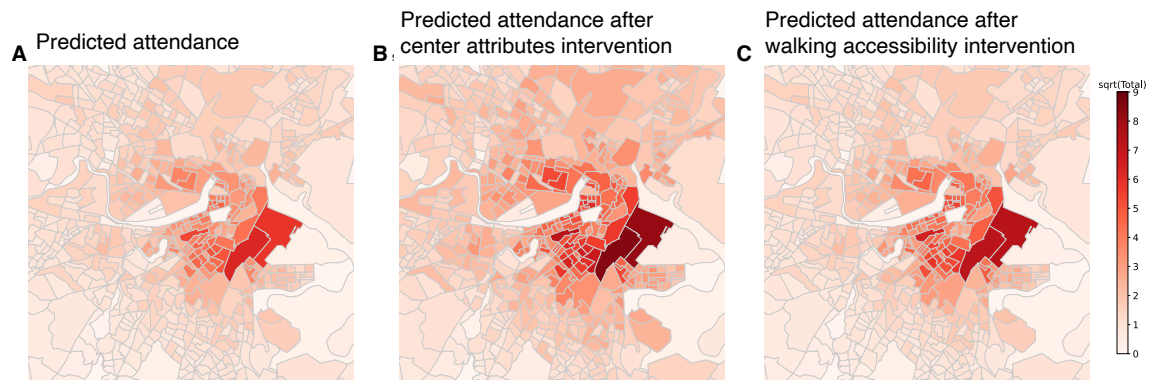 A Predicted attendance
B Predicted attendance after
center attributes intervention
C Predicted attendance after
walking accessibility intervention
sqrt(Total)
9
8
7
6
5
4
3
2
1
0